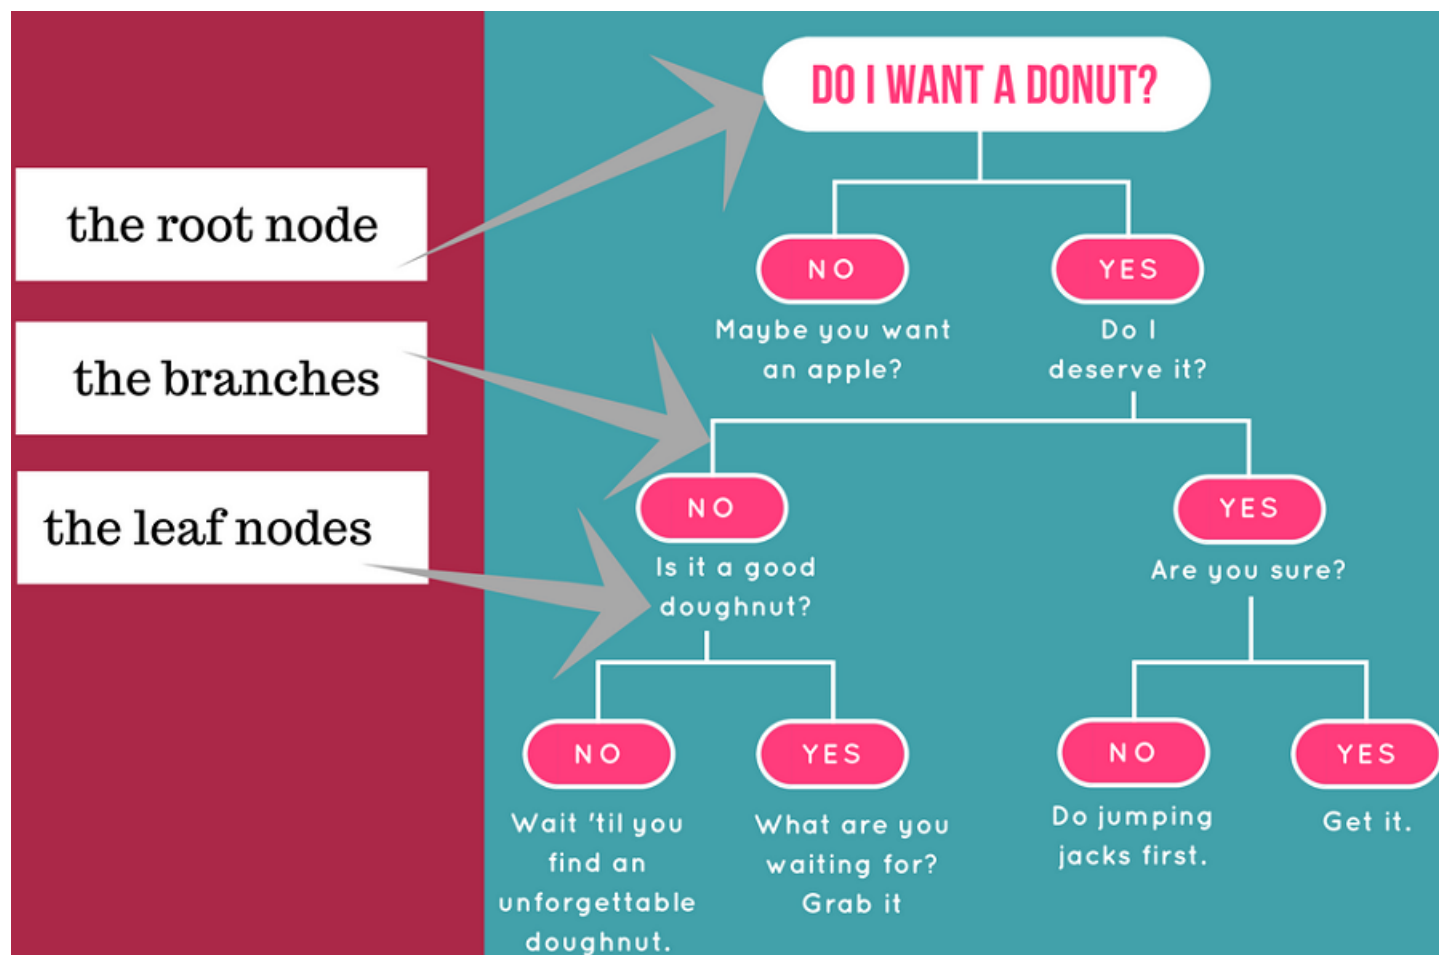 the root node
the branches
the leaf nodes
DO I WANT A DONUT?
NO
Maybe you want
an apple?
YES
Do I
deserve it?
NO
Is it a good
doughnut?
YES
Are you sure?
NO
Wait 'til you
find an
unforgettable
doughnut.
YES
What are you
waiting for?
Grab it
NO
Do jumping
jacks first.
YES
Get it.